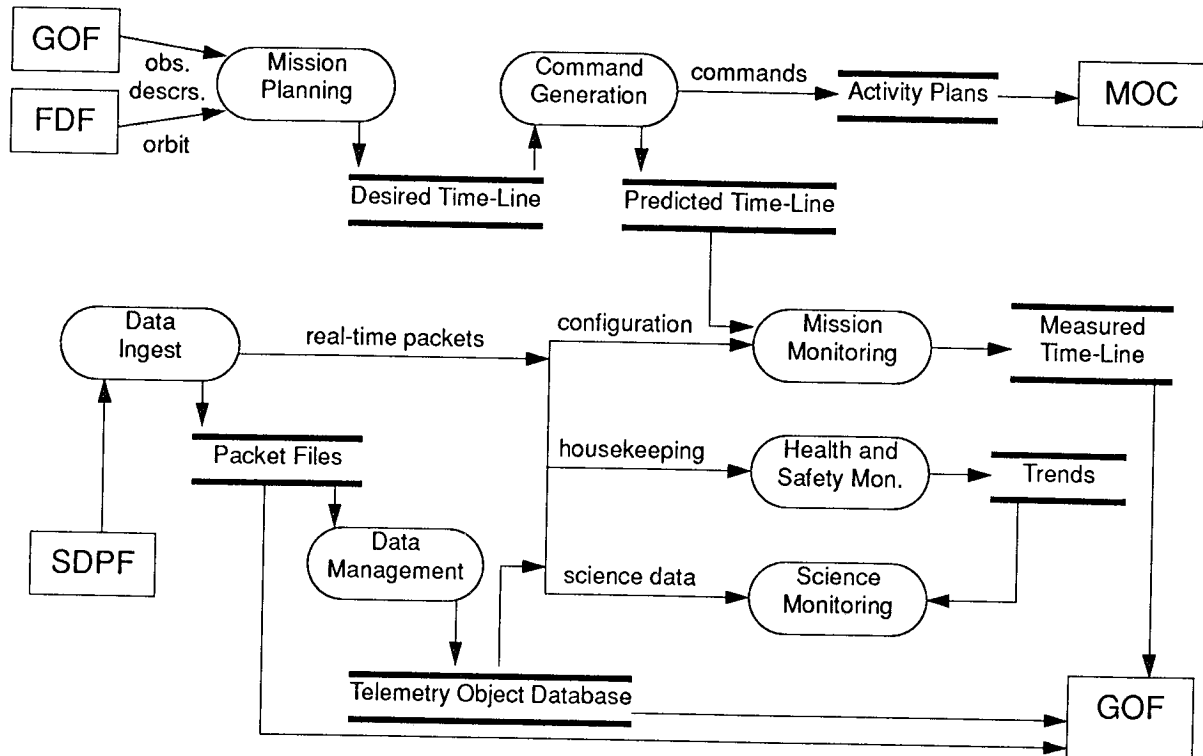 GOF
obs.
descrs.
FDF
orbit
Mission
Planning
Desired Time-Line
Command
Generation
commands
Activity Plans
MOC
Predicted Time-Line
Data
Ingest
real-time packets
configuration
Mission
Monitoring
Measured
Time-Line
Packet Files
housekeeping
Health and
Safety Mon.
Trends
SDPF
Data
Management
science data
Science
Monitoring
Telemetry Object Database
GOF